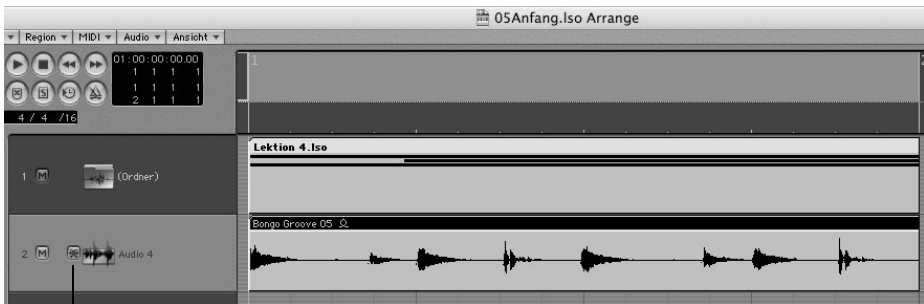 05Anfang.lso Arrange
Region MIDI Audio Ansicht
01:00:00:00.00
1 1 1 1
1 1 1 1
2 1 1 1
4 / 4 /16
1
2
Lektion 4.lso
1 M (Ordner)
Bongo Groove 05
2 M Audio 4